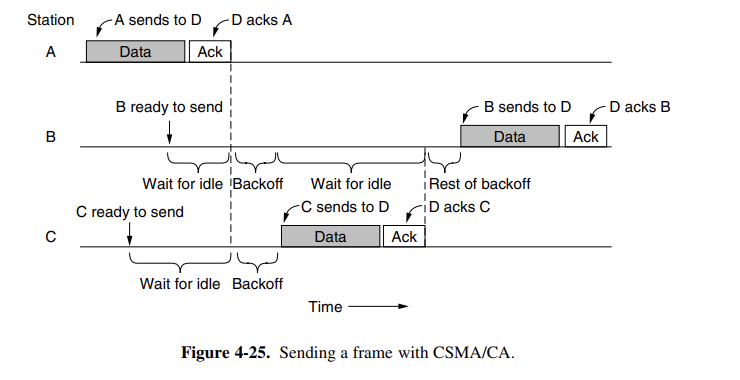 Station
A sends to D
D acks A
A
Data
Ack
B ready to send
B sends to D
D acks B
B
Data
Ack
Wait for idle
Backoff
Wait for idle
Rest of backoff
C ready to send
C sends to D
D acks C
C
Data
Ack
Wait for idle
Backoff
Time
Figure 4-25. Sending a frame with CSMA/CA.